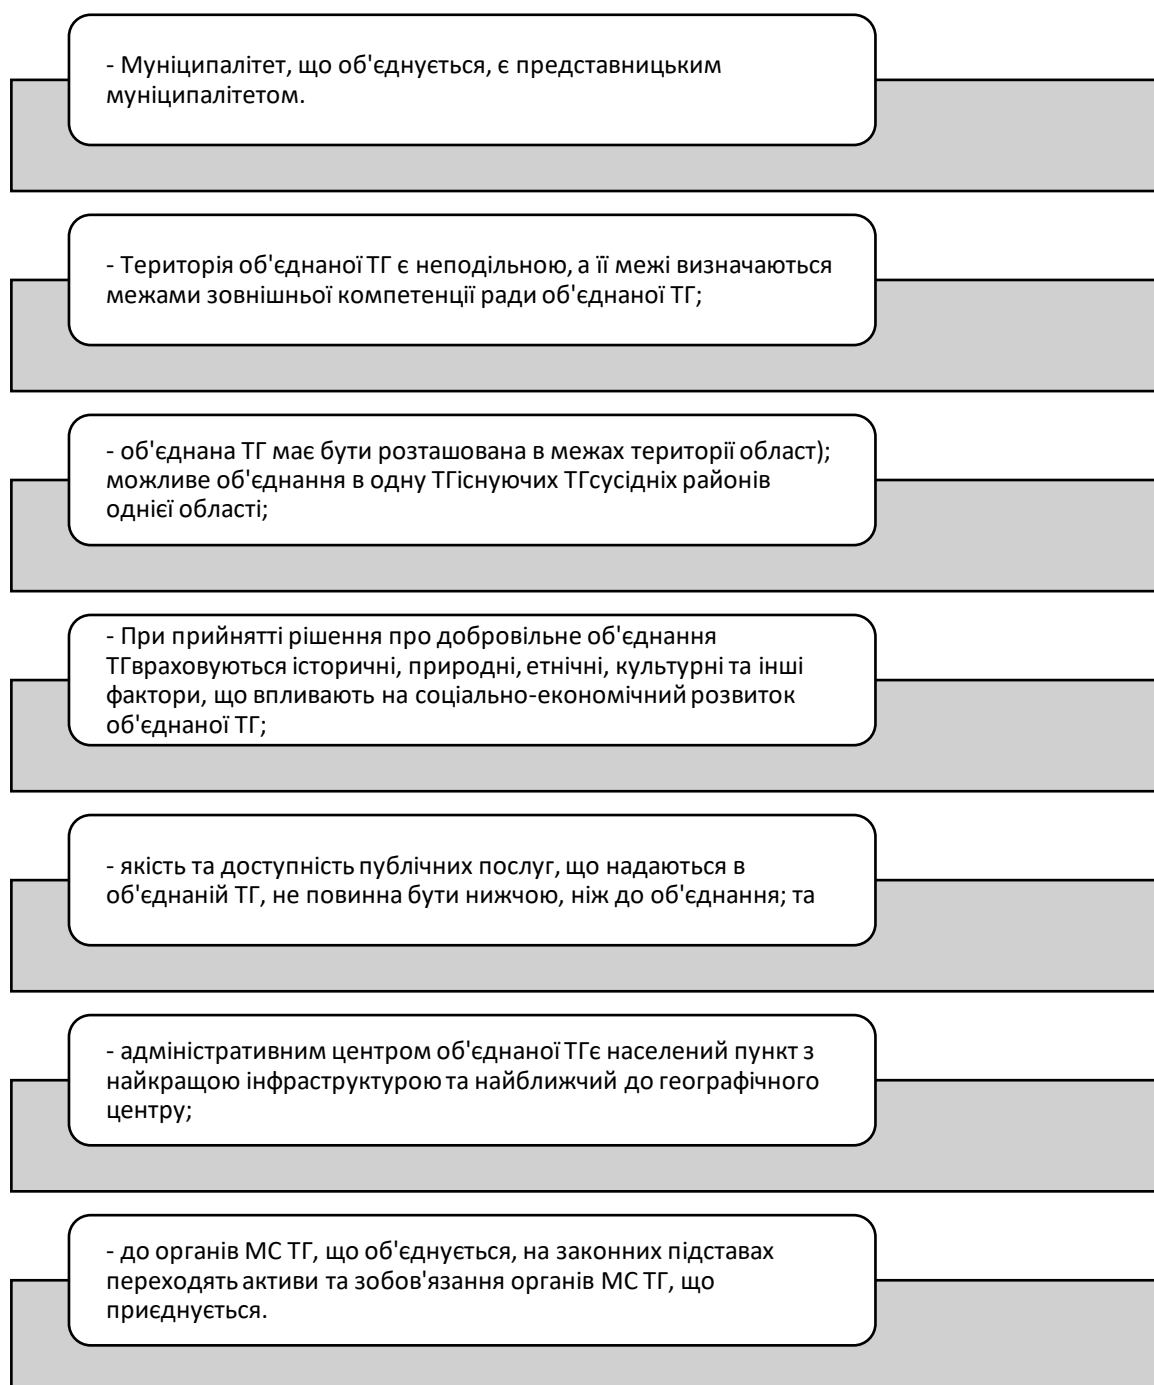 - Муніципалітет, що об'єднується, є представницьким
муніципалітетом.
- Територія об'єднаної ТГ є неподільною, а її межі визначаються
межами зовнішньої компетенції ради об'єднаної ТГ;
- об'єднана ТГ має бути розташована в межах території област);
можливе об'єднання в одну ТГіснуючих ТГсусідніх районів
однієї області;
- При прийнятті рішення про добровільне об'єднання
ТГвраховуються історичні, природні, етнічні, культурні та інші
фактори, що впливають на соціально-економічний розвиток
об'єднаної ТГ;
- якість та доступність публічних послуг, що надаються в
об'єднаній ТГ, не повинна бути нижчою, ніж до об'єднання; та
- адміністративним центром об'єднаної ТГє населений пункт з
найкращою інфраструктурою та найближчий до географічного
центру;
- до органів МС ТГ, що об'єднується, на законних підставах
переходять активи та зобов'язання органів МС ТГ, що
приєднується.